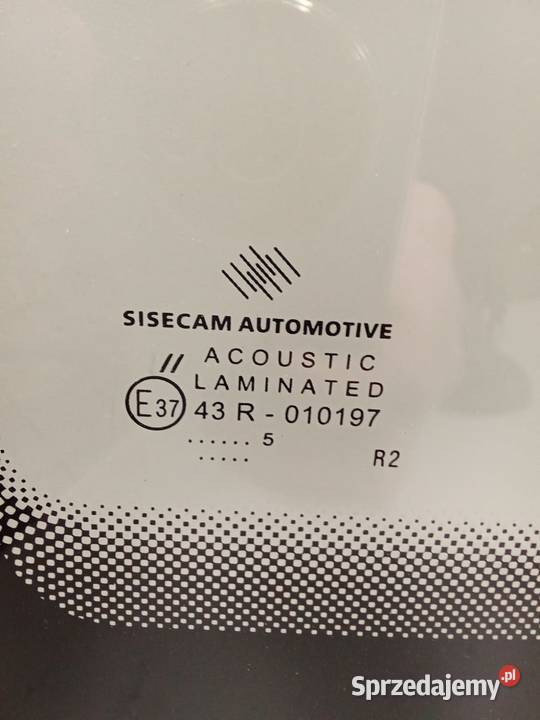 SISECAM AUTOMOTIVE
// ACOUSTIC
LAMINATED
E37 43 R - 010197
...... 5
.....
R2
Sprzedajemy.pl